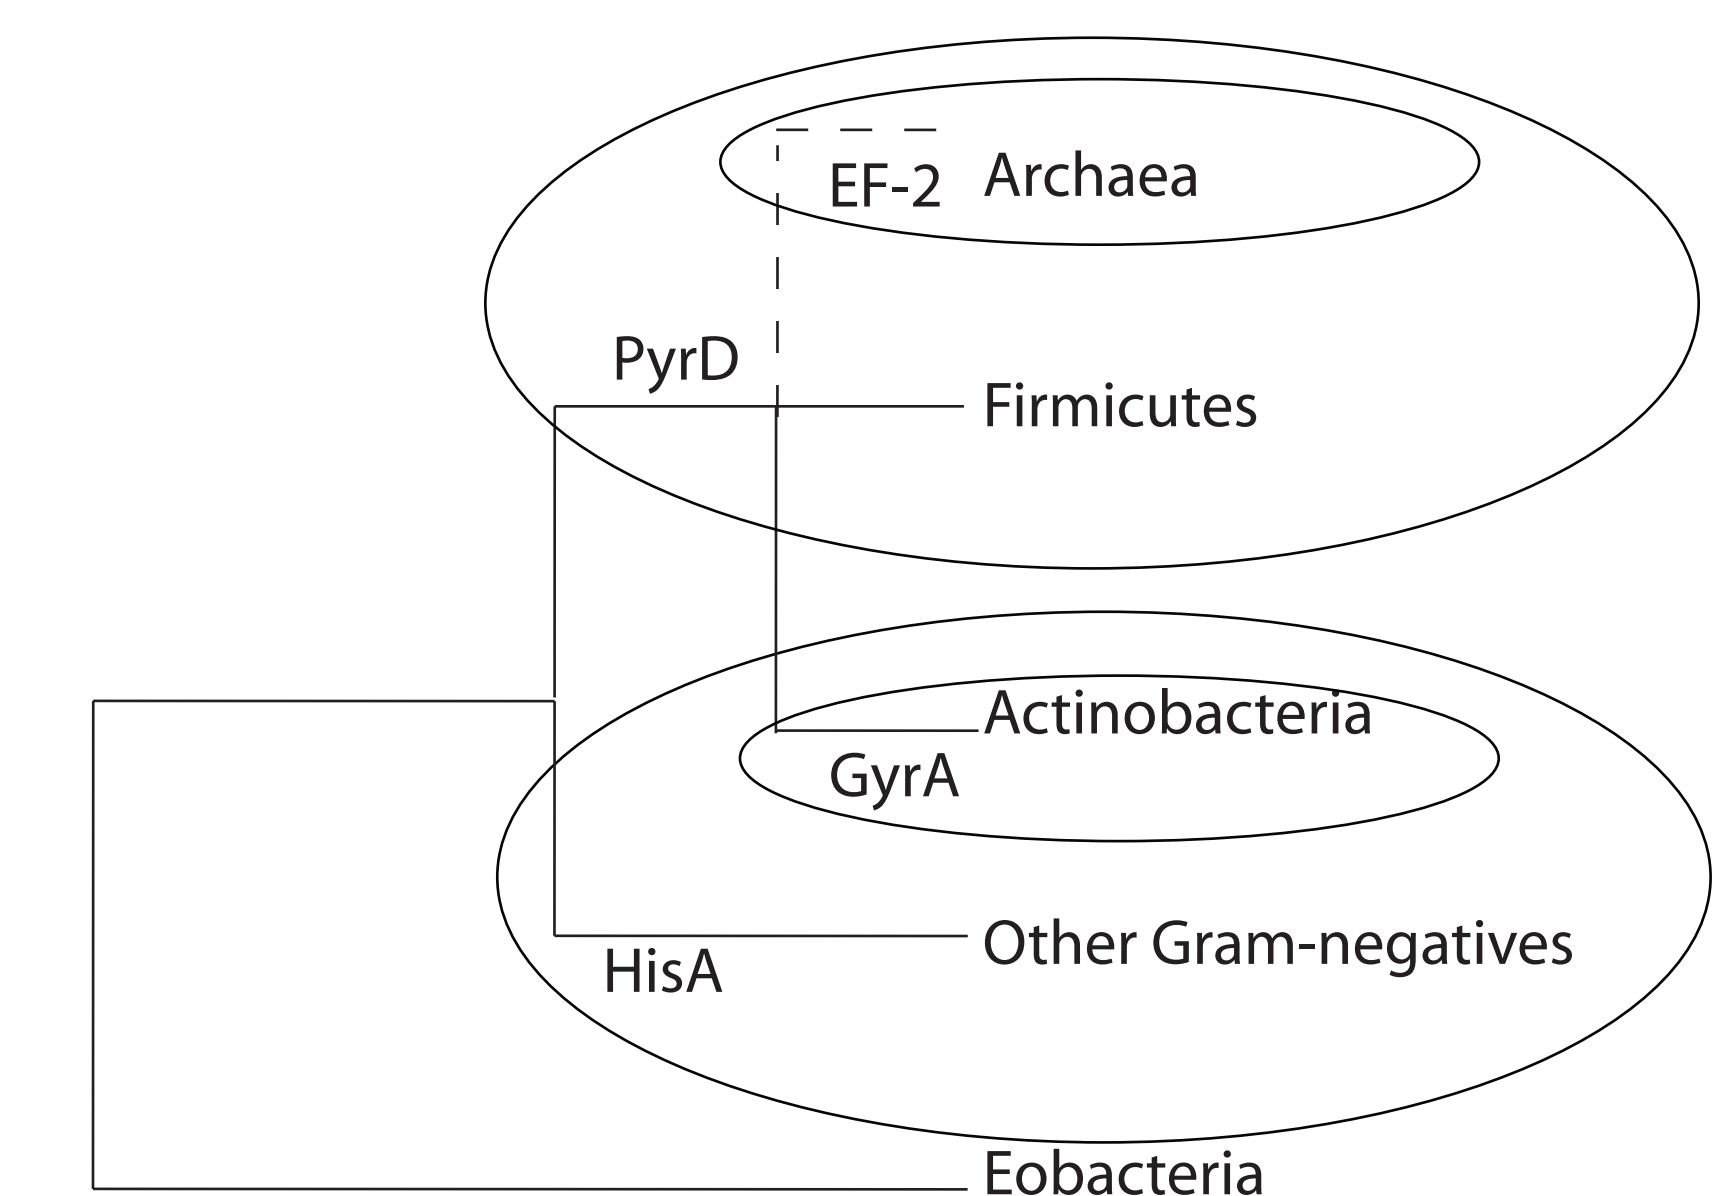 EF-2 Archaea
PyrD
Firmicutes
Actinobacteria
GyrA
Other Gram-negatives
HisA
Eobacteria